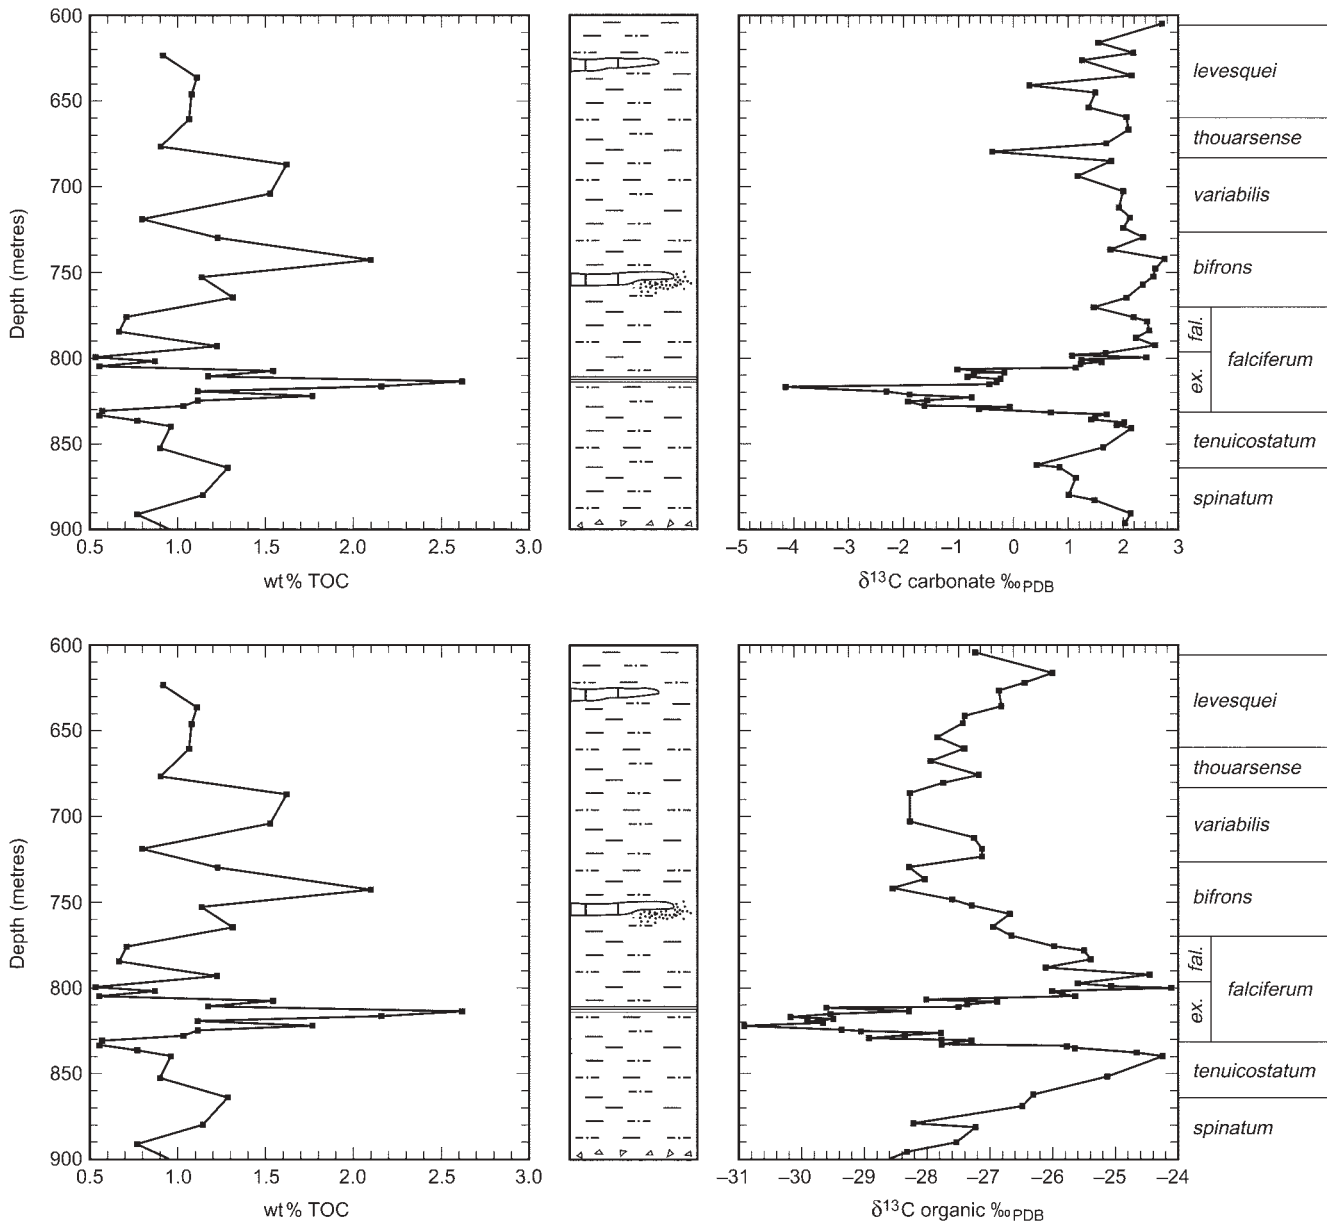 600
650
700
750
800
850
900
Depth (metres)
0.5 1.0 1.5 2.0 2.5 3.0
wt% TOC
–5 –4 –3 –2 –1 0 1 2 3
δ¹³C carbonate ‰PDB
levesquei
thouarsense
variabilis
bifrons
fal.
ex.
falciferum
tenuicostatum
spinatum
600
650
700
750
800
850
900
Depth (metres)
0.5 1.0 1.5 2.0 2.5 3.0
wt% TOC
–31 –30 –29 –28 –27 –26 –25 –24
δ¹³C organic ‰PDB
levesquei
thouarsense
variabilis
bifrons
fal.
ex.
falciferum
tenuicostatum
spinatum